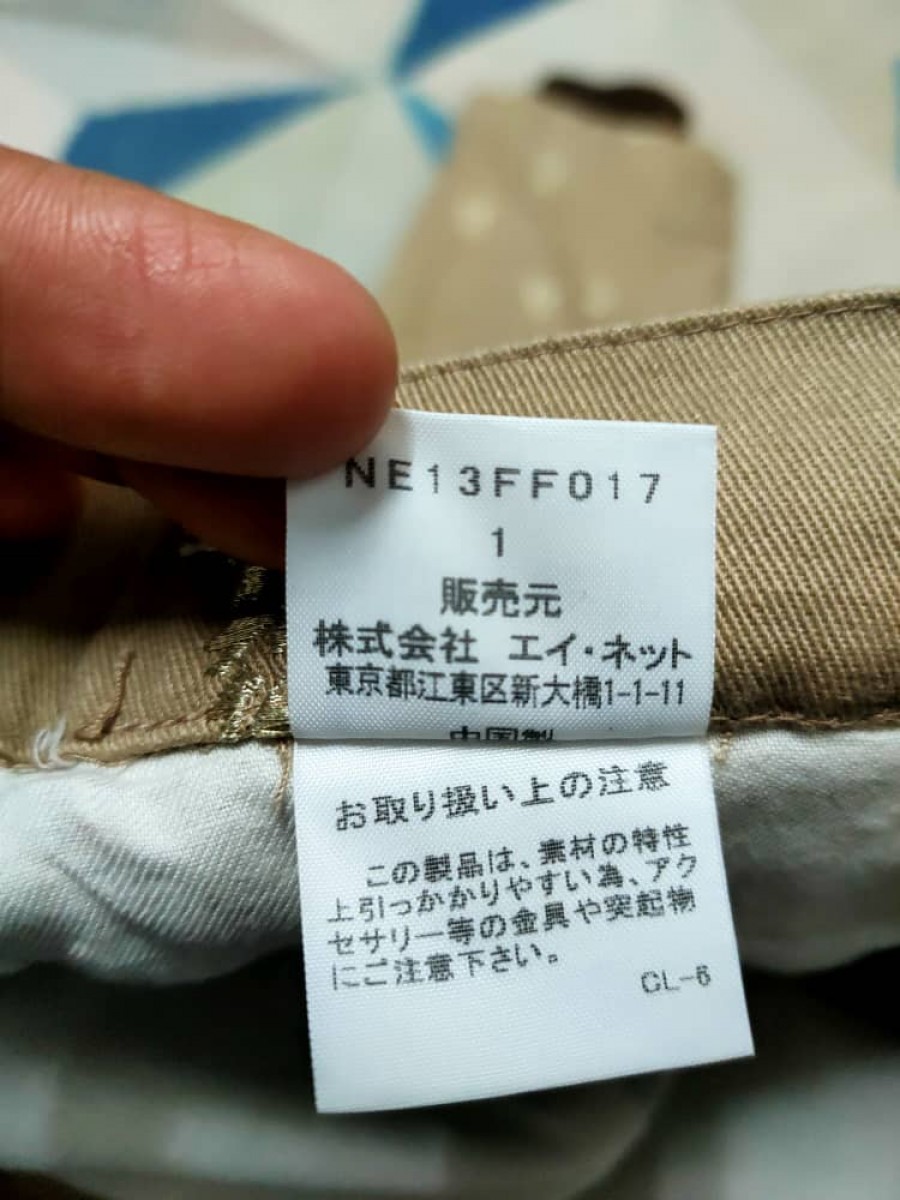 NE13FF017
1
販売元
株式会社 エイ・ネット
東京都江東区新大橋1-1-11
中国製
お取り扱い上の注意
この製品は、素材の特性
上引っかかりやすい為、アク
セサリー等の金具や突起物
にご注意下さい。
CL-6